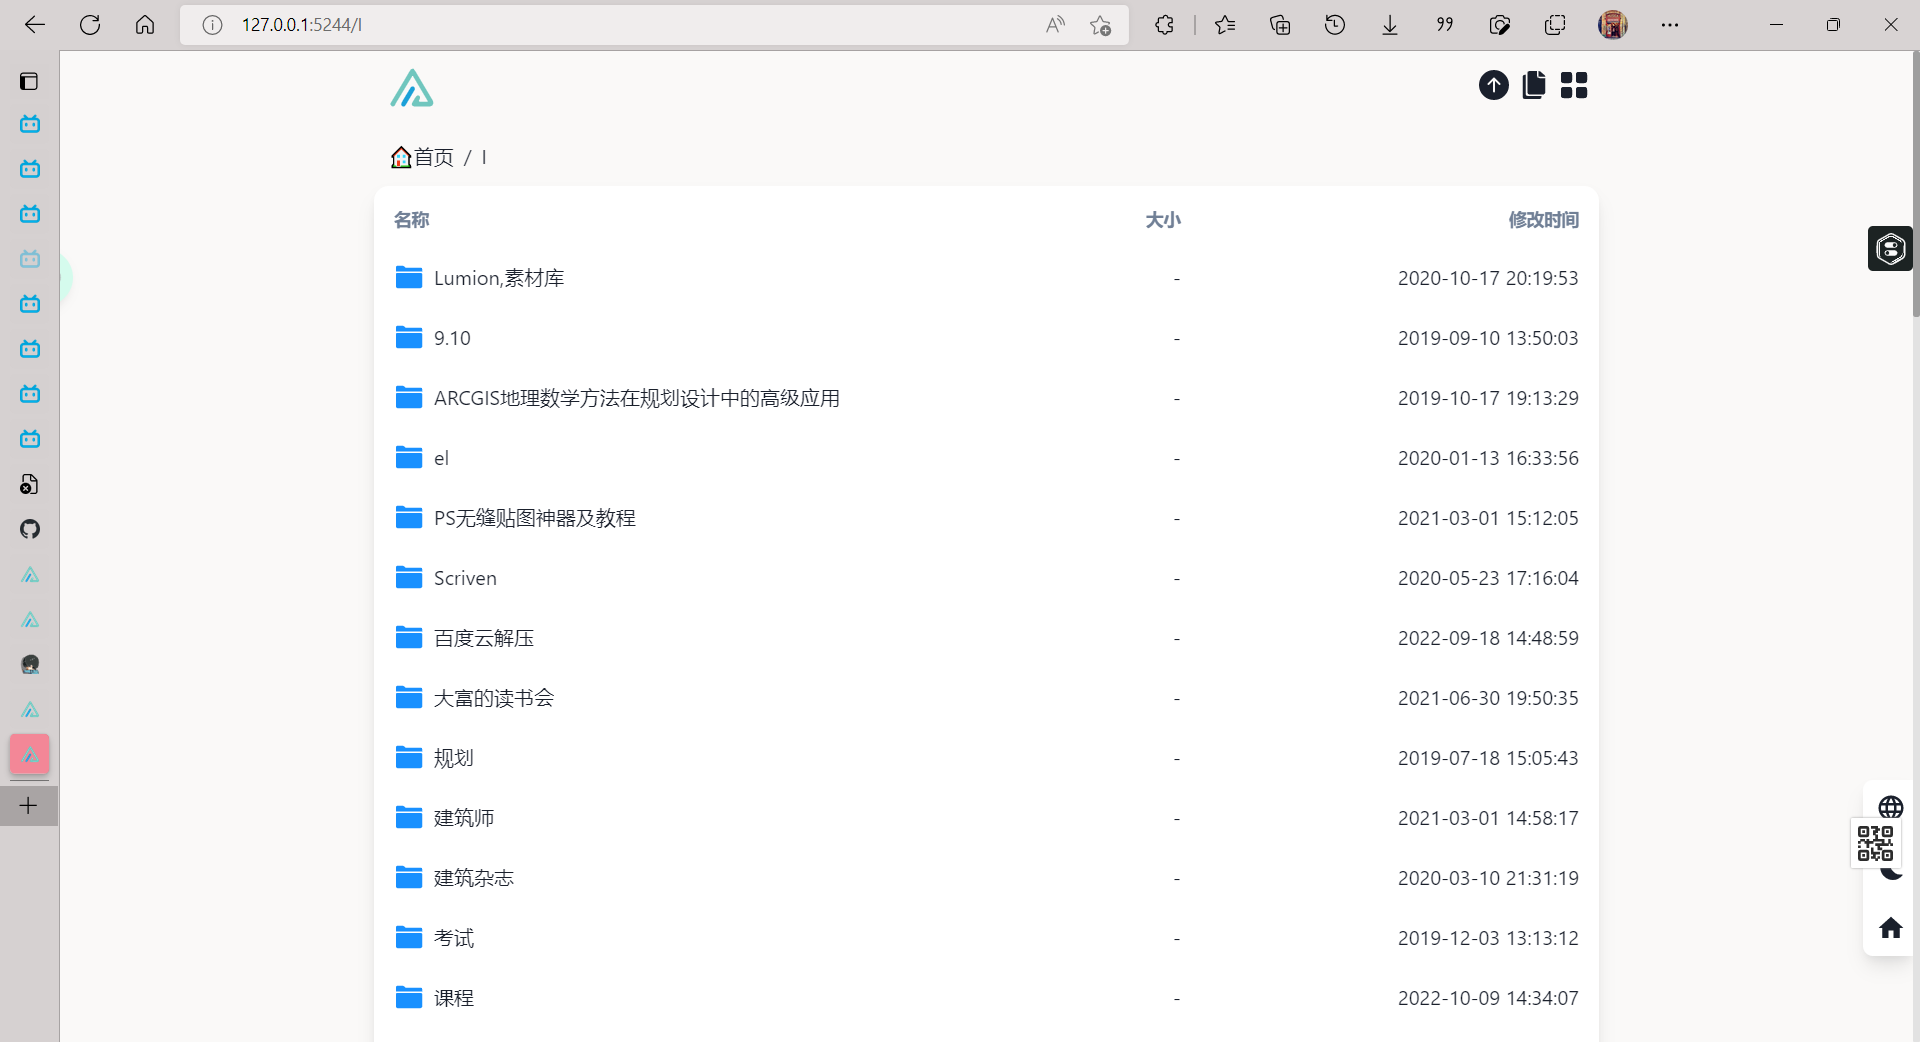 127.0.0.1:5244/l
首页 / l
名称 大小 修改时间
Lumion,素材库 - 2020-10-17 20:19:53
9.10 - 2019-09-10 13:50:03
ARCGIS地理数学方法在规划设计中的高级应用 - 2019-10-17 19:13:29
el - 2020-01-13 16:33:56
PS无缝贴图神器及教程 - 2021-03-01 15:12:05
Scriven - 2020-05-23 17:16:04
百度云解压 - 2022-09-18 14:48:59
大富的读书会 - 2021-06-30 19:50:35
规划 - 2019-07-18 15:05:43
建筑师 - 2021-03-01 14:58:17
建筑杂志 - 2020-03-10 21:31:19
考试 - 2019-12-03 13:13:12
课程 - 2022-10-09 14:34:07